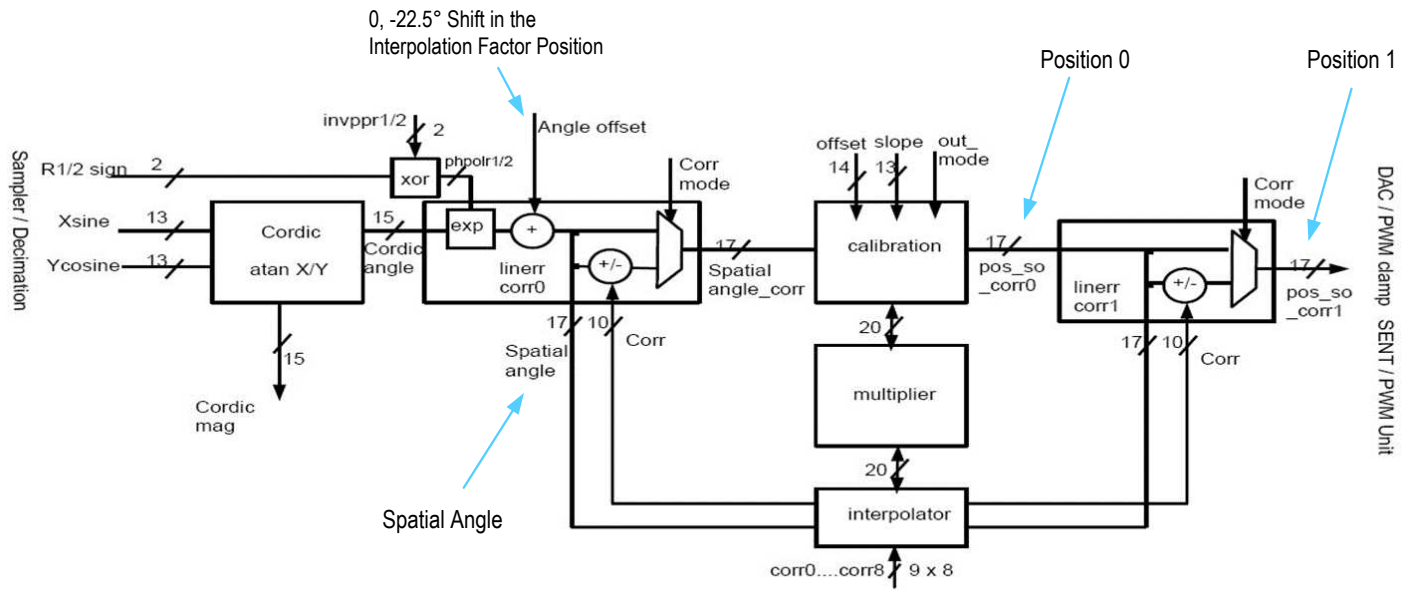 0, -22.5° Shift in the
Interpolation Factor Position
Position 0
Position 1
Sampler / Decimation
invppr1/2
2
Angle offset
R1/2 sign
2
xor
phpolr1/2
Corr
mode
offset
slope
out_
mode
14
13
Corr
mode
DAC / PWM clamp SENT / PWM Unit
Xsine
13
Ycosine
13
Cordic
atan X/Y
15
Cordic
angle
exp
+
linerr
corr0
+/-
17
Spatial
angle_corr
calibration
17
pos_so
_corr0
linerr
corr1
+/-
17
pos_so
_corr1
15
Cordic
mag
17
10
Corr
Spatial
angle
20
17
10
Corr
multiplier
20
Spatial Angle
interpolator
corr0....corr8
9 x 8